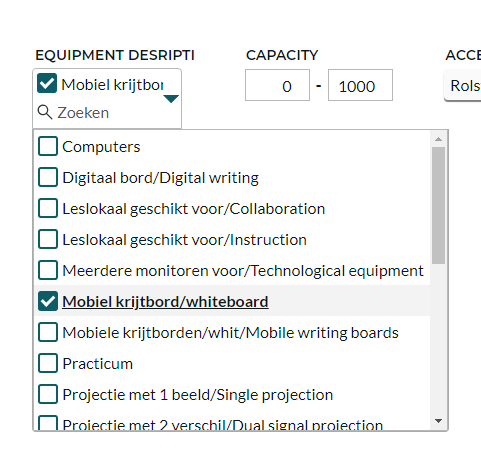 EQUIPMENT DESRIPTI CAPACITY ACCE
Mobiel krijtbor 0 - 1000 Rols
Zoeken
Computers
Digitaal bord/Digital writing
Leslokaal geschikt voor/Collaboration
Leslokaal geschikt voor/Instruction
Meerdere monitoren voor/Technological equipment
Mobiel krijtbord/whiteboard
Mobiele krijtborden/whit/Mobile writing boards
Practicum
Projectie met 1 beeld/Single projection
Projectie met 2 verschil/Dual signal projection